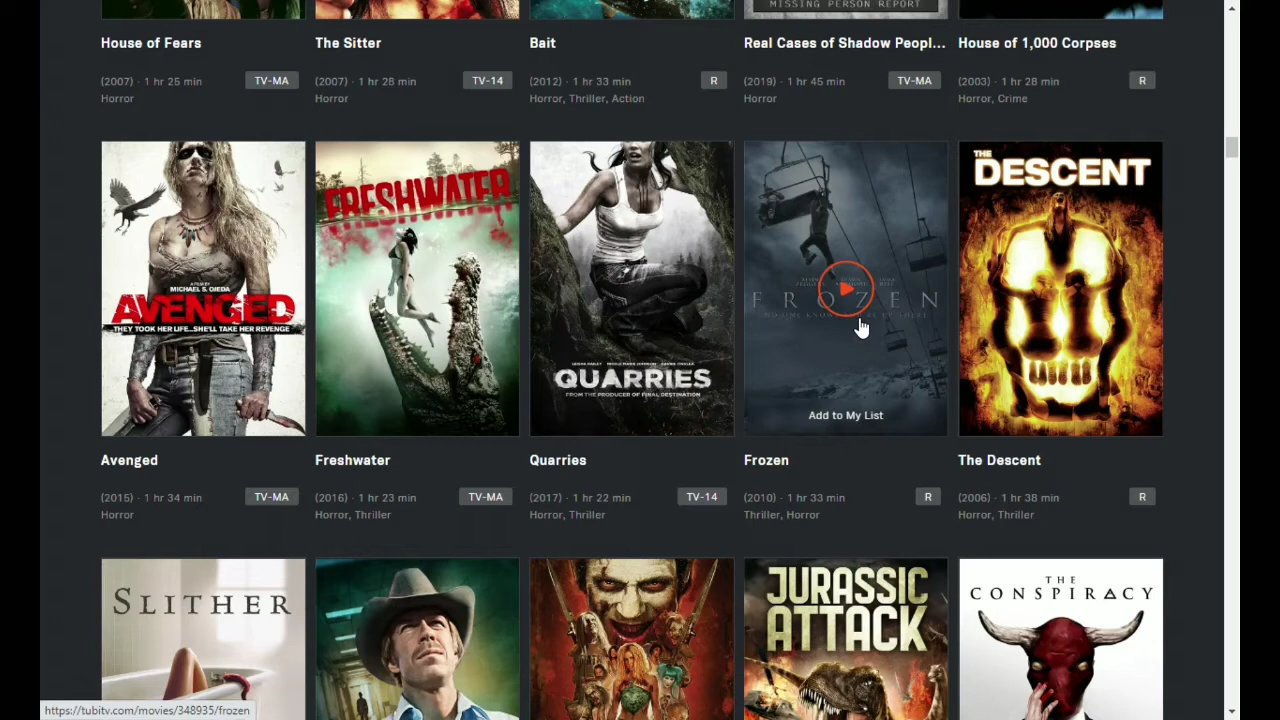 MISSING PERSON REPORT
House of Fears
The Sitter
Bait
Real Cases of Shadow Peopl...
House of 1,000 Corpses
(2007) · 1 hr 25 min TV-MA
(2007) · 1 hr 28 min TV-14
(2012) · 1 hr 33 min R
(2019) · 1 hr 45 min TV-MA
(2003) · 1 hr 28 min R
Horror
Horror
Horror, Thriller, Action
Horror
Horror, Crime
A FILM BY
MICHAEL S. OJEDA
AVENGED
THEY TOOK HER LIFE...SHE'LL TAKE HER REVENGE
FRESHWATER
QUARRIES
FROM THE PRODUCER OF FINAL DESTINATION
FROZEN
Add to My List
THE
DESCENT
Avenged
Freshwater
Quarries
Frozen
The Descent
(2015) · 1 hr 34 min TV-MA
(2016) · 1 hr 23 min TV-MA
(2017) · 1 hr 22 min TV-14
(2010) · 1 hr 33 min R
(2006) · 1 hr 38 min R
Horror
Horror, Thriller
Horror, Thriller
Thriller, Horror
Horror, Thriller
SLITHER
JURASSIC
ATTACK
THE
CONSPIRACY
https://tubitv.com/movies/348935/frozen